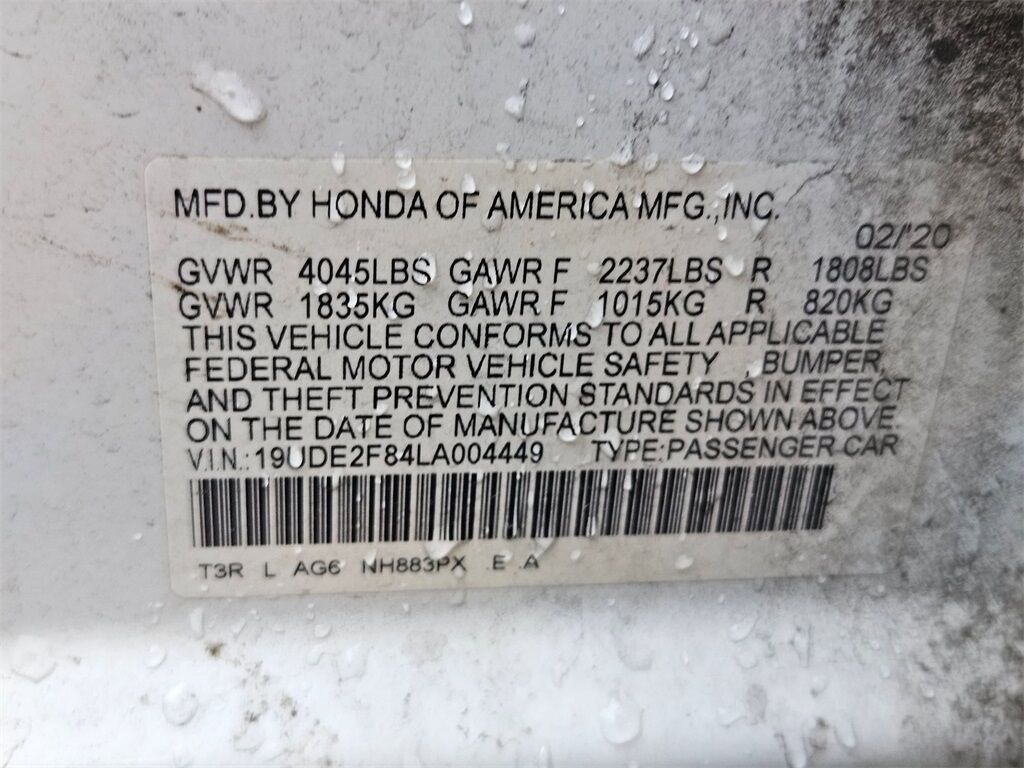 MFD.BY HONDA OF AMERICA MFG.,INC.
02/'20
GVWR 4045LBS GAWR F 2237LBS R 1808LBS
GVWR 1835KG GAWR F 1015KG R 820KG
THIS VEHICLE CONFORMS TO ALL APPLICABLE
FEDERAL MOTOR VEHICLE SAFETY BUMPER,
AND THEFT PREVENTION STANDARDS IN EFFECT
ON THE DATE OF MANUFACTURE SHOWN ABOVE.
V.I.N.:19UDE2F84LA004449 TYPE:PASSENGER CAR
T3R L AG6 NH883PX E A